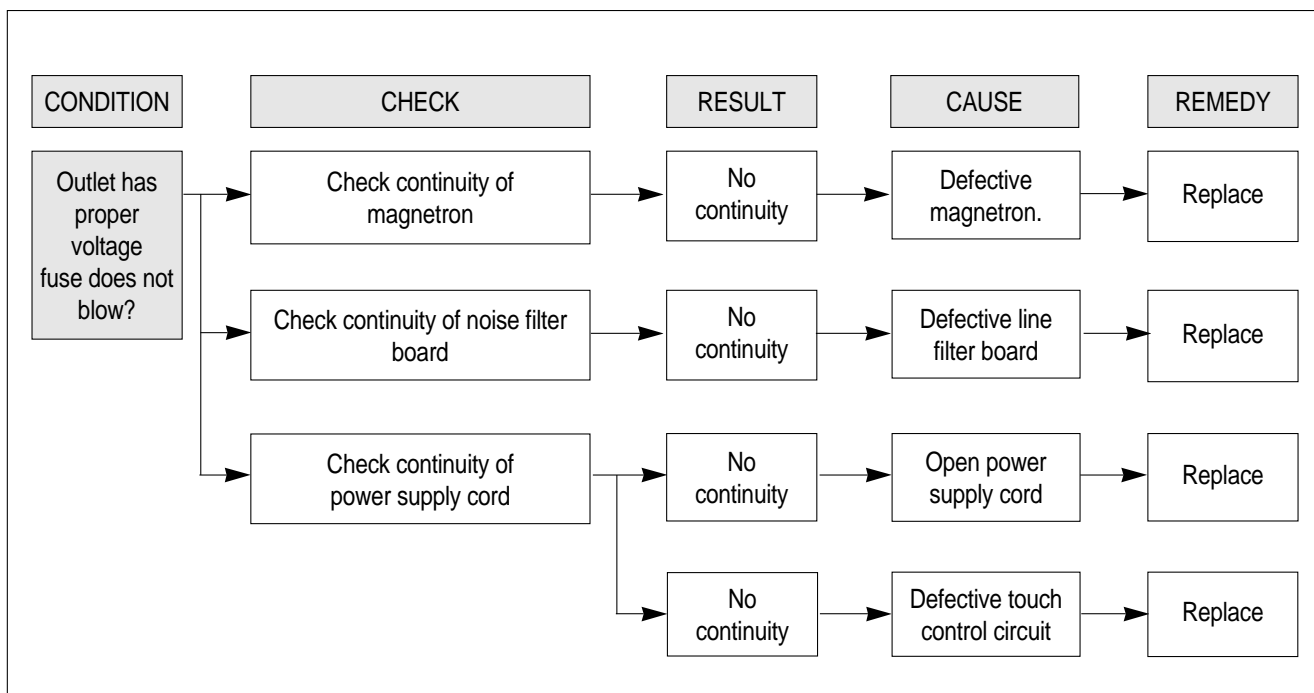 CONDITION
CHECK
RESULT
CAUSE
REMEDY
Outlet has
proper
voltage
fuse does not
blow?
Check continuity of
magnetron
No
continuity
Defective
magnetron.
Replace
Check continuity of noise filter
board
No
continuity
Defective line
filter board
Replace
Check continuity of
power supply cord
No
continuity
Open power
supply cord
Replace
No
continuity
Defective touch
control circuit
Replace